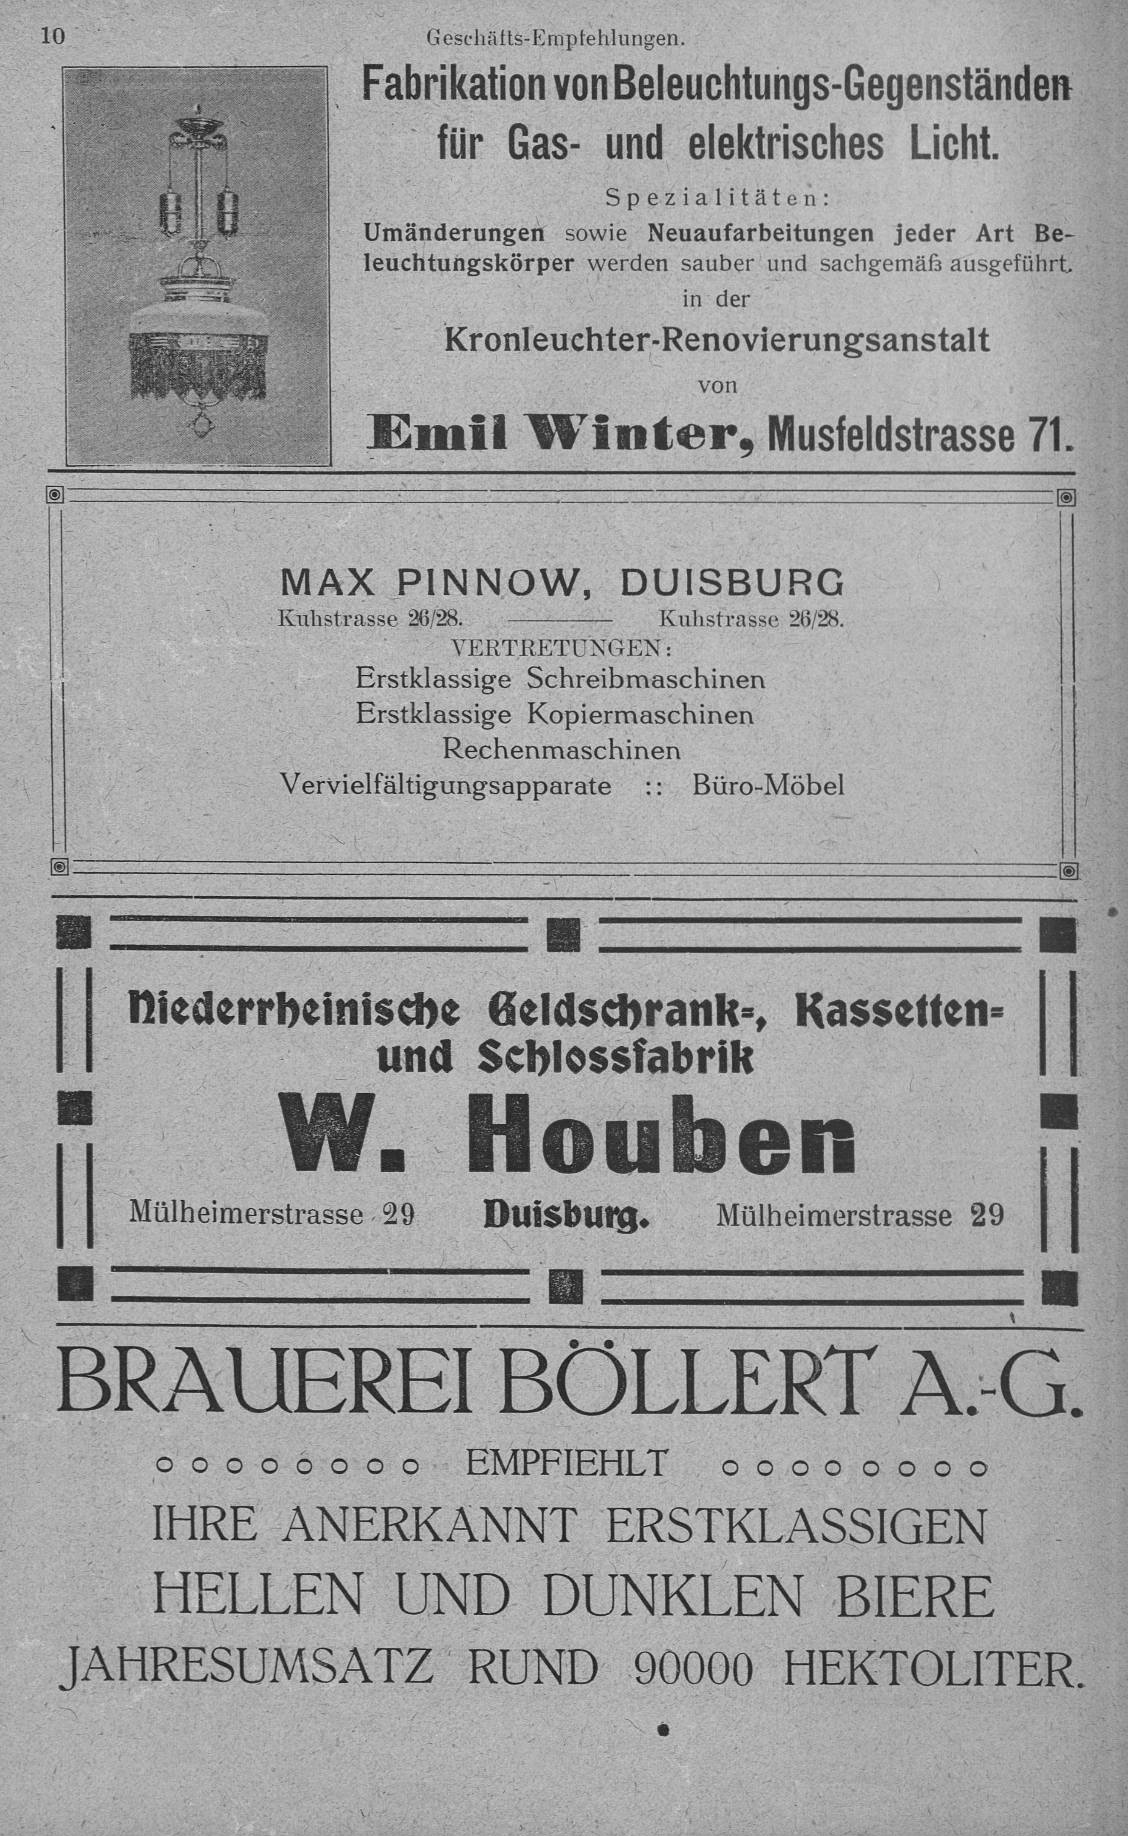 10
Geschäfts-Empfehlungen.
Fabrikation von Beleuchtungs-Gegenständen
für Gas- und elektrisches Licht.
Spezialitäten:
Umänderungen sowie Neuaufarbeitungen jeder Art Be-
leuchtungskörper werden sauber und sachgemäß ausgeführt.
in der
Kronleuchter-Renovierungsanstalt
von
Emil Winter, Musfeldstrasse 71.
MAX PINNOW, DUISBURG
Kuhstrasse 26/28. Kuhstrasse 26/28.
VERTRETUNGEN:
Erstklassige Schreibmaschinen
Erstklassige Kopiermaschinen
Rechenmaschinen
Vervielfältigungsapparate :: Büro-Möbel
Niederrheinische Geldschrank-, Kassetten-
und Schlossfabrik
W. Houben
Mülheimerstrasse 29 Duisburg. Mülheimerstrasse 29
BRAUEREI BÖLLERT A.-G.
EMPFIEHLT
IHRE ANERKANNT ERSTKLASSIGEN
HELLEN UND DUNKLEN BIERE
JAHRESUMSATZ RUND 90000 HEKTOLITER.